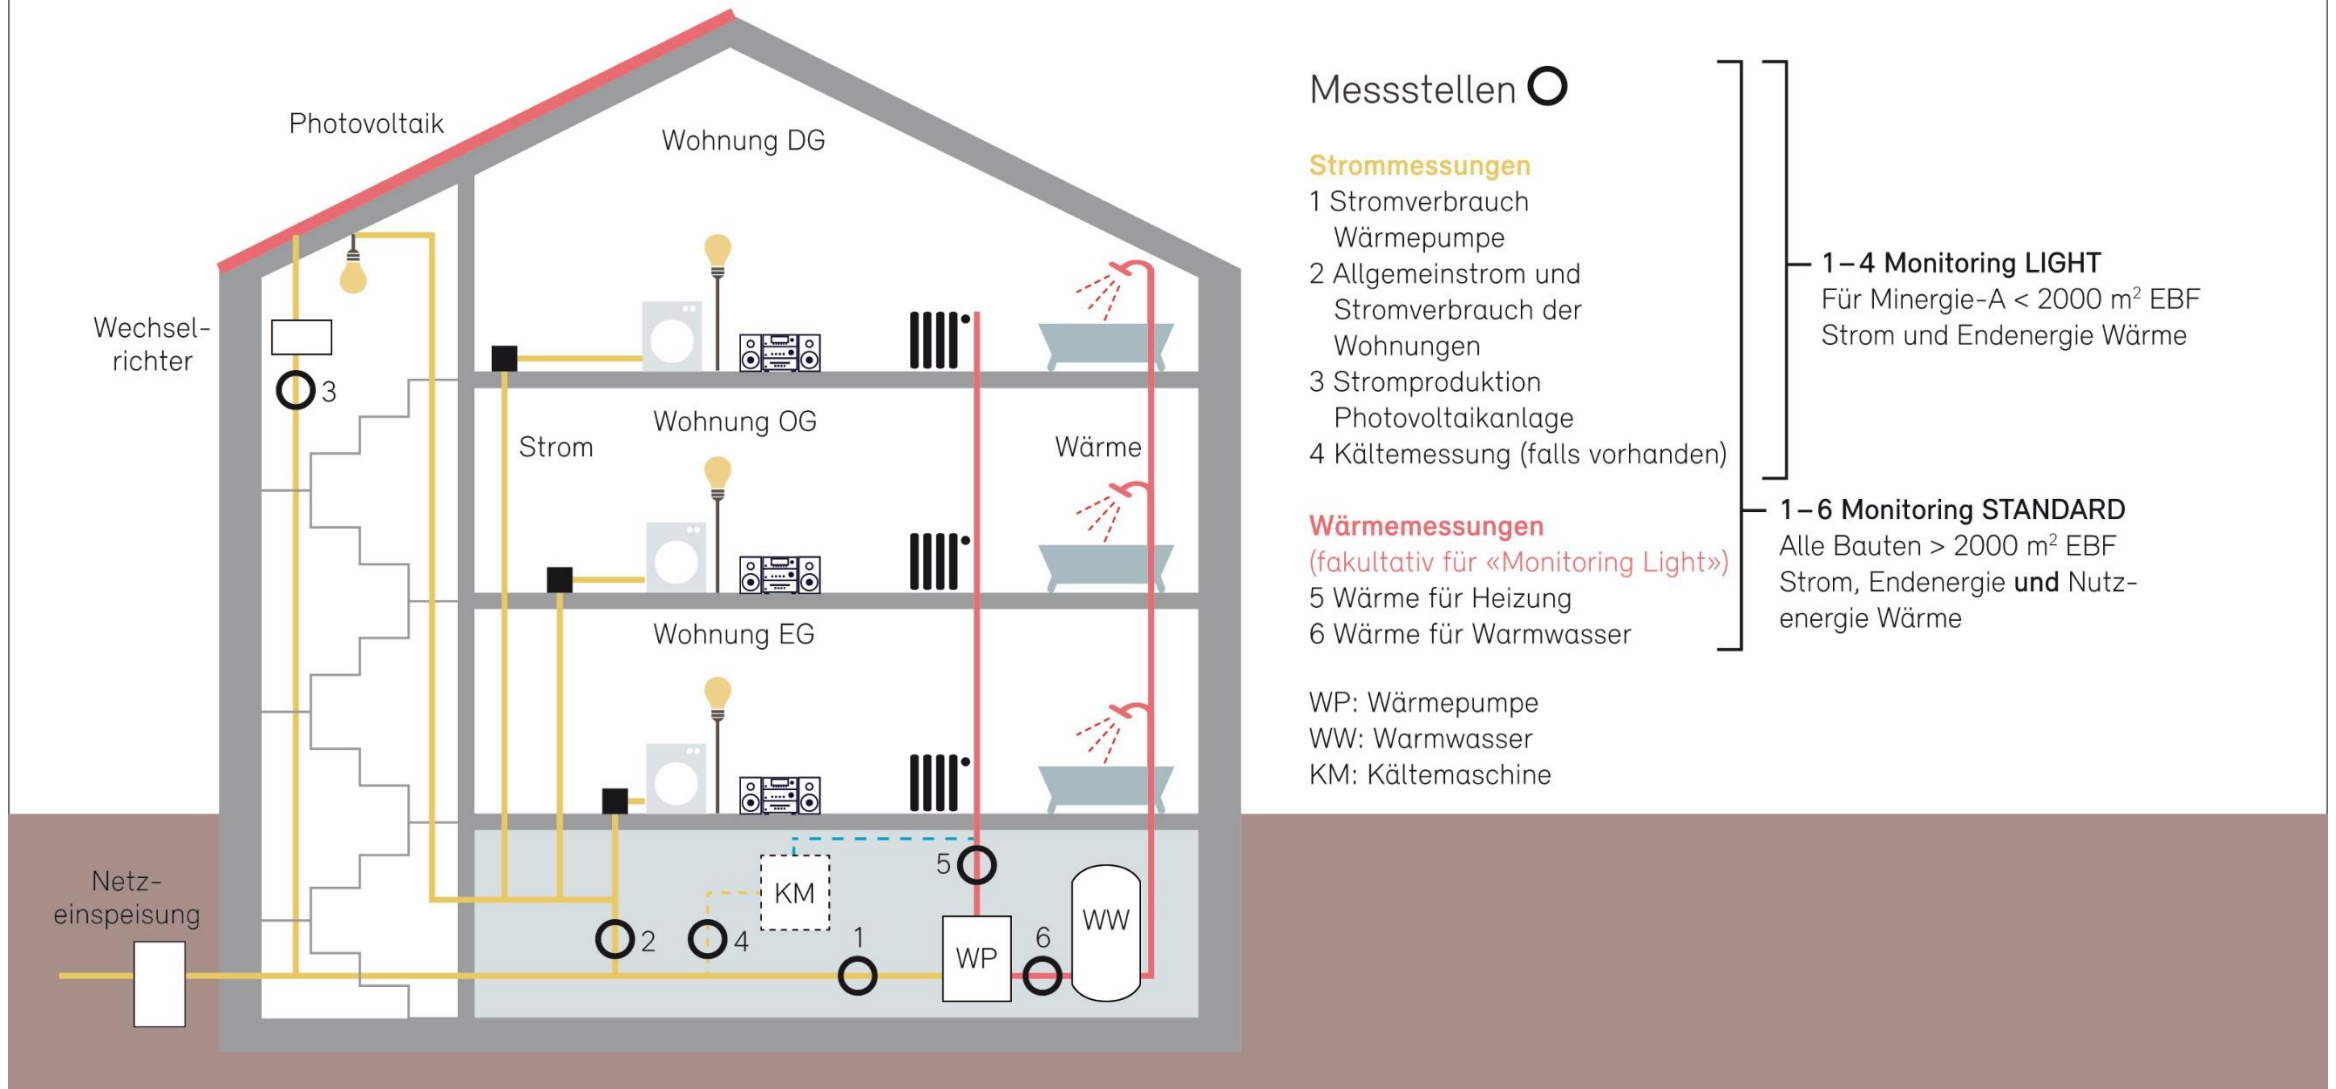 Photovoltaik
Wohnung DG
Wechsel-
richter
3
Wohnung OG
Strom
Wärme
Wohnung EG
Netz-
einspeisung
KM
5
2
4
1
WP
6
WW
Messstellen
Strommessungen
1 Stromverbrauch
Wärmepumpe
2 Allgemeinstrom und
Stromverbrauch der
Wohnungen
3 Stromproduktion
Photovoltaikanlage
4 Kältemessung (falls vorhanden)
Wärmemessungen
(fakultativ für «Monitoring Light»)
5 Wärme für Heizung
6 Wärme für Warmwasser
WP: Wärmepumpe
WW: Warmwasser
KM: Kältemaschine
1–4 Monitoring LIGHT
Für Minergie-A < 2000 m² EBF
Strom und Endenergie Wärme
1–6 Monitoring STANDARD
Alle Bauten > 2000 m² EBF
Strom, Endenergie und Nutz-
energie Wärme